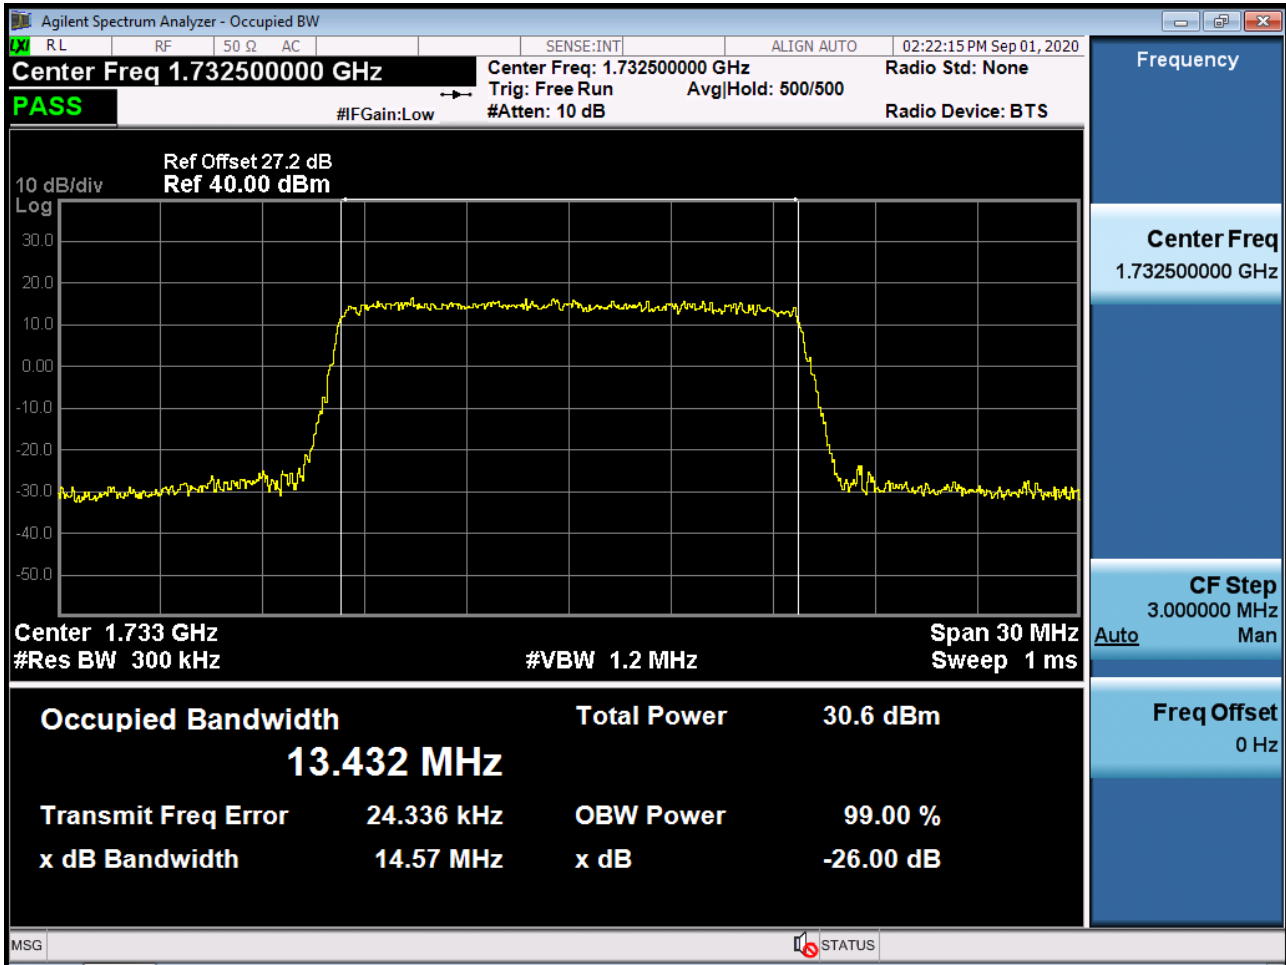 Agilent Spectrum Analyzer - Occupied BW
LXI RL RF 50 Ω AC SENSE:INT ALIGN AUTO 02:22:15 PM Sep 01, 2020
Center Freq 1.732500000 GHz
PASS
#IFGain:Low
Center Freq: 1.732500000 GHz
Trig: Free Run Avg|Hold: 500/500
#Atten: 10 dB
Radio Std: None
Radio Device: BTS
Ref Offset 27.2 dB
10 dB/div Ref 40.00 dBm
Log
30.0
20.0
10.0
0.00
-10.0
-20.0
-30.0
-40.0
-50.0
Center 1.733 GHz Span 30 MHz
#Res BW 300 kHz #VBW 1.2 MHz Sweep 1 ms
Occupied Bandwidth Total Power 30.6 dBm
13.432 MHz
Transmit Freq Error 24.336 kHz OBW Power 99.00 %
x dB Bandwidth 14.57 MHz x dB -26.00 dB
Frequency
Center Freq
1.732500000 GHz
CF Step
3.000000 MHz
Auto Man
Freq Offset
0 Hz
MSG STATUS